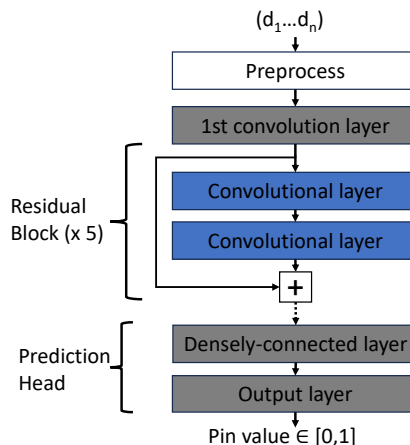 (d₁…dₙ)
Preprocess
1st convolution layer
Residual
Block (x 5)
Convolutional layer
Convolutional layer
+
Prediction
Head
Densely-connected layer
Output layer
Pin value ∈ [0,1]